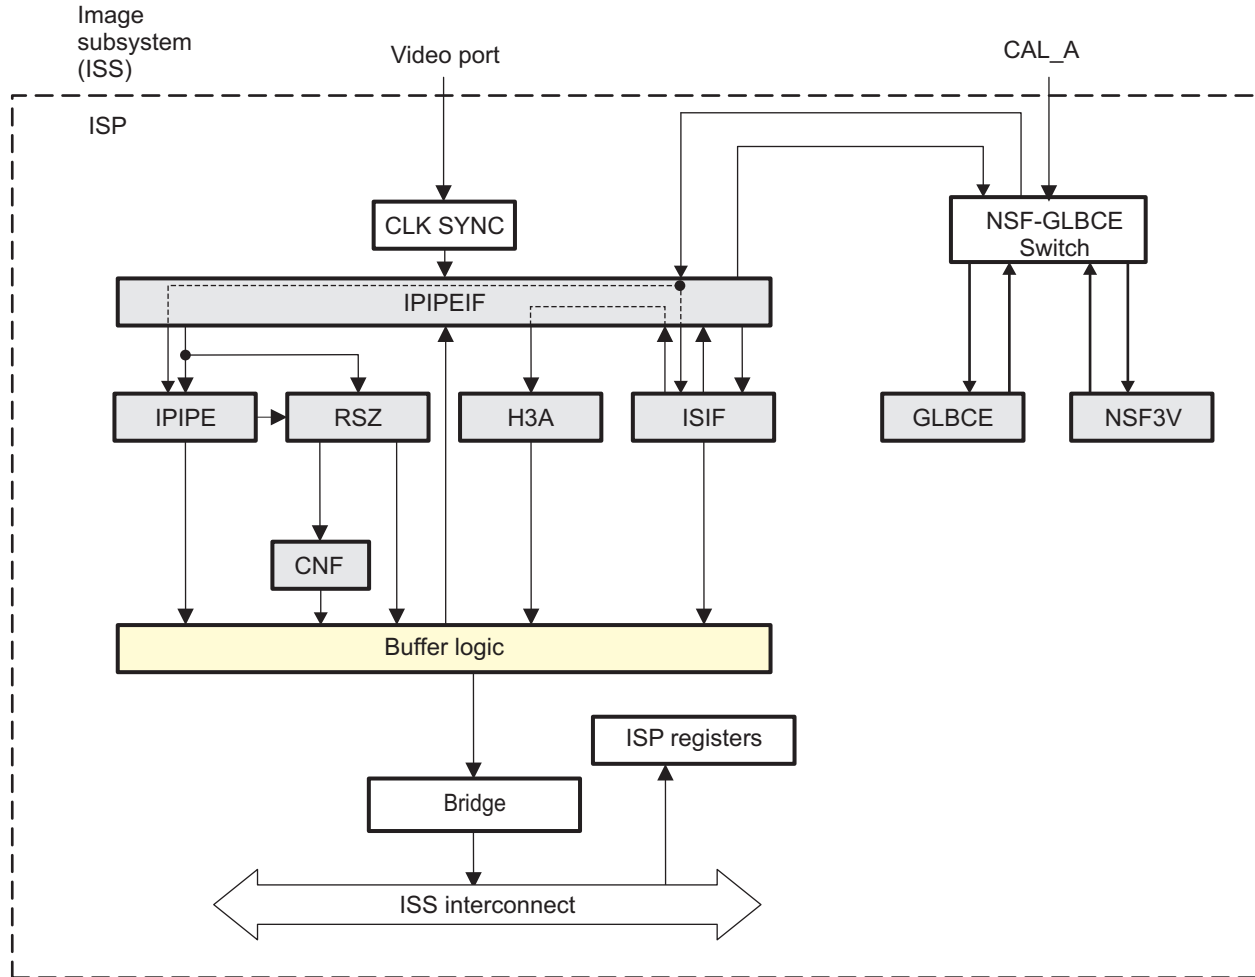 Image
subsystem
(ISS)
Video port
CAL_A
ISP
CLK SYNC
NSF-GLBCE
Switch
IPIPEIF
IPIPE
RSZ
H3A
ISIF
GLBCE
NSF3V
CNF
Buffer logic
ISP registers
Bridge
ISS interconnect